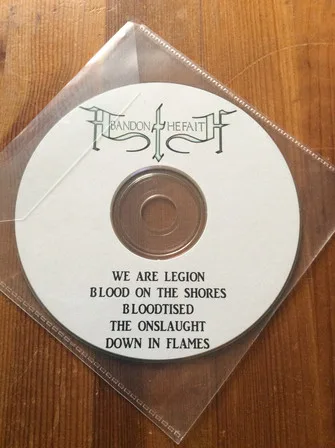 ABANDON THE FAITH
WE ARE LEGION
BLOOD ON THE SHORES
BLOODTISED
THE ONSLAUGHT
DOWN IN FLAMES